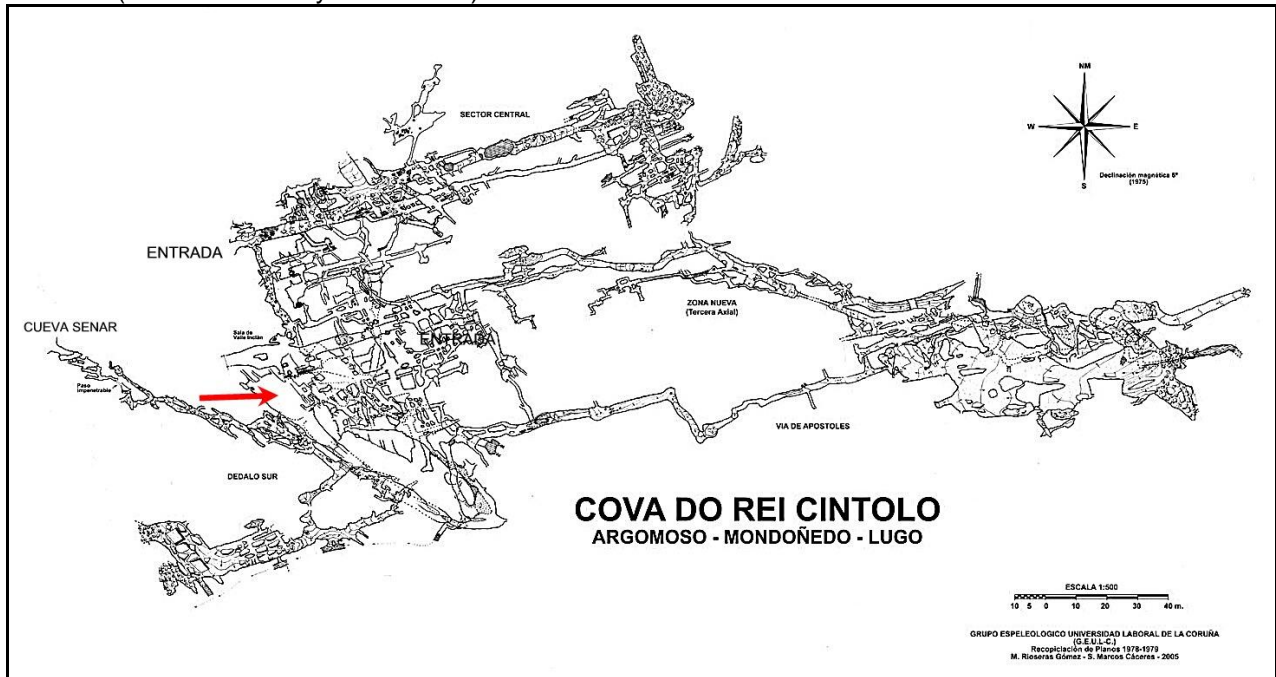 SECTOR CENTRAL
NM
W
E
S
Declinación magnética 6º
(1975)
ENTRADA
CUEVA SENAR
Sala de
Valle Inclán
ENTRADA
ZONA NUEVA
(Tercera Axial)
Paso
Impenetrable
VIA DE APOSTOLES
DEDALO SUR
COVA DO REI CINTOLO
ARGOMOSO - MONDOÑEDO - LUGO
ESCALA 1:500
10 5 0 10 20 30 40 m.
GRUPO ESPELEOLOGICO UNIVERSIDAD LABORAL DE LA CORUÑA
(G.E.U.L-C.)
Recopilación de Planos 1978-1979
M. Rioseras Gómez - S. Marcos Cáceres - 2005